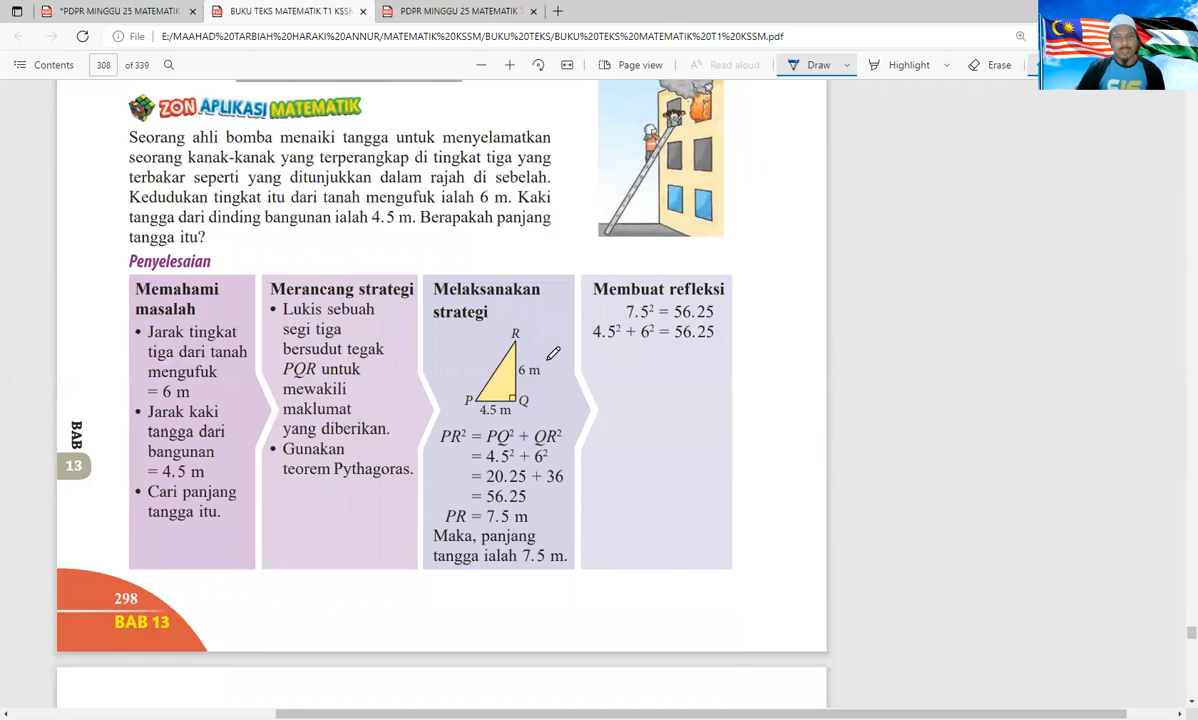 *PDPR MINGGU 25 MATEMATIK
BUKU TEKS MATEMATIK T1 KSSM
PDPR MINGGU 25 MATEMATIK T
File
E:/MAAHAD%20TARBIAH%20HARAKI%20ANNUR/MATEMATIK%20KSSM/BUKU%20TEKS/BUKU%20TEKS%20MATEMATIK%20T1%20KSSM.pdf
Contents
308 of 339
Page view
Read aloud
Draw
Highlight
Erase
ZON APLIKASI MATEMATIK
Seorang ahli bomba menaiki tangga untuk menyelamatkan
seorang kanak-kanak yang terperangkap di tingkat tiga yang
terbakar seperti yang ditunjukkan dalam rajah di sebelah.
Kedudukan tingkat itu dari tanah mengufuk ialah 6 m. Kaki
tangga dari dinding bangunan ialah 4.5 m. Berapakah panjang
tangga itu?
Penyelesaian
Memahami
masalah
• Jarak tingkat
tiga dari tanah
mengufuk
= 6 m
• Jarak kaki
tangga dari
bangunan
= 4.5 m
• Cari panjang
tangga itu.
Merancang strategi
• Lukis sebuah
segi tiga
bersudut tegak
PQR untuk
mewakili
maklumat
yang diberikan.
• Gunakan
teorem Pythagoras.
Melaksanakan
strategi
R
6 m
P
Q
4.5 m
PR² = PQ² + QR²
= 4.5² + 6²
= 20.25 + 36
= 56.25
PR = 7.5 m
Maka, panjang
tangga ialah 7.5 m.
Membuat refleksi
7.5² = 56.25
4.5² + 6² = 56.25
BAB
13
298
BAB 13